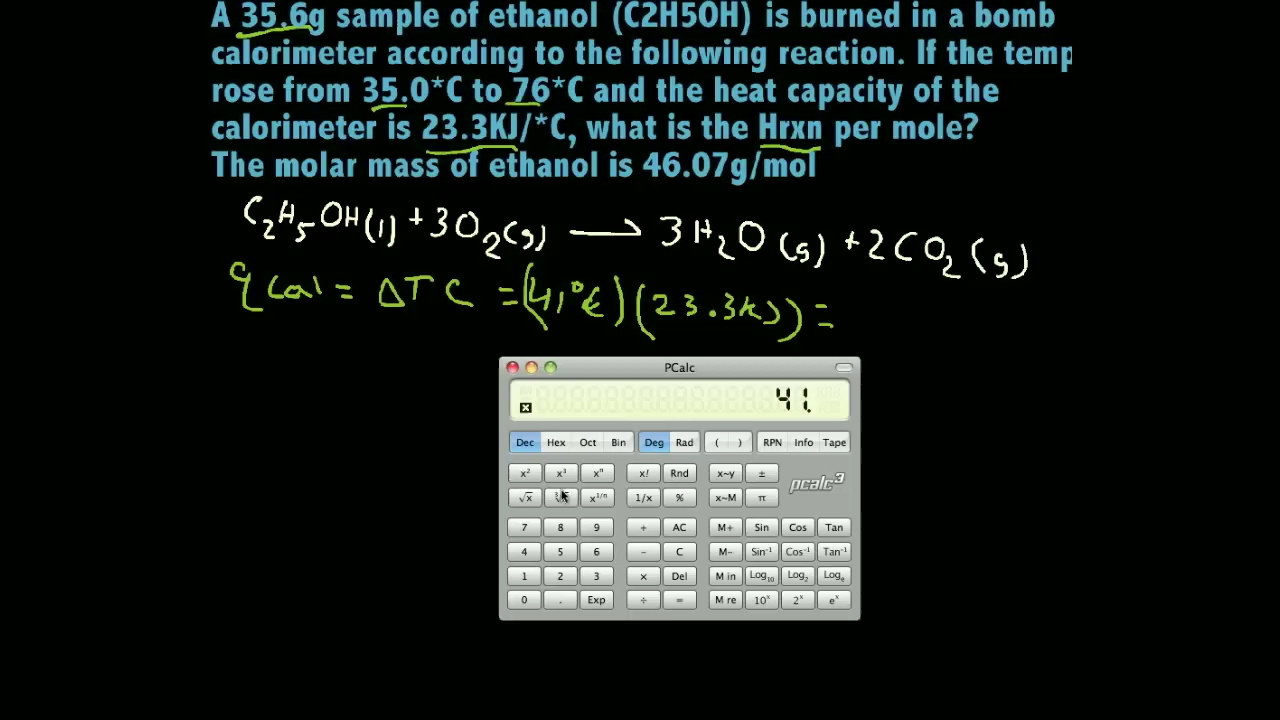 A 35.6g sample of ethanol (C2H5OH) is burned in a bomb
calorimeter according to the following reaction. If the temp
rose from 35.0*C to 76*C and the heat capacity of the
calorimeter is 23.3KJ/*C, what is the Hrxn per mole?
The molar mass of ethanol is 46.07g/mol
C₂H₅OH(l) + 3O₂(g) → 3H₂O(g) + 2CO₂(g)
qcal = ΔTC = (41°C)(23.3kJ) =
PCalc
41.
Dec Hex Oct Bin Deg Rad ( ) RPN Info Tape
x² x³ xⁿ x! Rnd x~y ±
pcalc³
√x x^1/n 1/x % x~M π
7 8 9 + AC M+ Sin Cos Tan
4 5 6 - C M- Sin⁻¹ Cos⁻¹ Tan⁻¹
1 2 3 × Del M in Log₁₀ Log₂ Logₑ
0 . Exp ÷ = M re 10ˣ 2ˣ eˣ